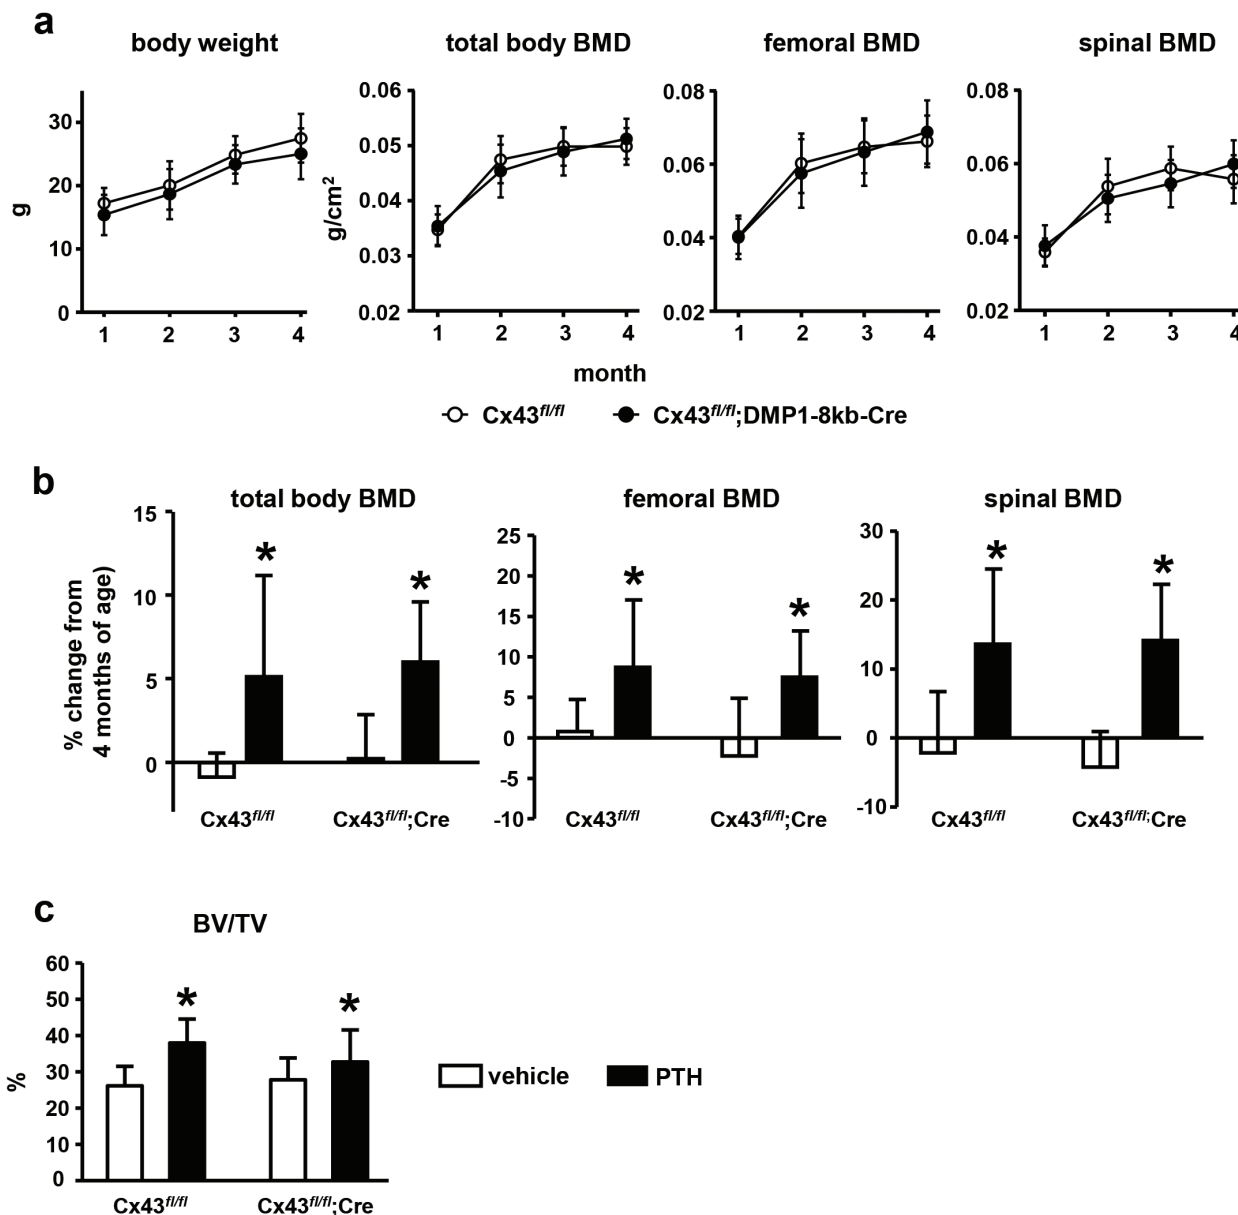 a
body weight
total body BMD
femoral BMD
spinal BMD
g
30
20
10
0
1 2 3 4
g/cm²
0.06
0.05
0.04
0.03
0.02
1 2 3 4
0.08
0.06
0.04
0.02
1 2 3 4
0.08
0.06
0.04
0.02
1 2 3 4
month
Cx43fl/fl
Cx43fl/fl;DMP1-8kb-Cre
b
total body BMD
femoral BMD
spinal BMD
% change from
4 months of age)
15
10
5
0
*
*
Cx43fl/fl
Cx43fl/fl;Cre
25
20
15
10
5
0
-5
-10
*
*
Cx43fl/fl
Cx43fl/fl;Cre
30
20
10
0
-10
*
*
Cx43fl/fl
Cx43fl/fl;Cre
c
BV/TV
%
60
50
40
30
20
10
0
*
*
Cx43fl/fl
Cx43fl/fl;Cre
vehicle
PTH